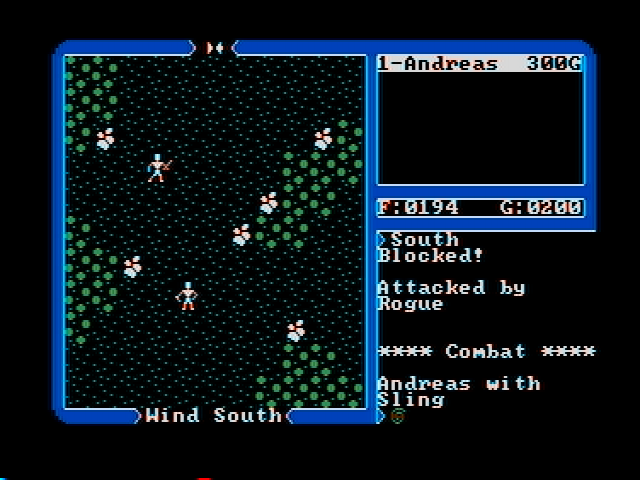 1-Andreas 300G
F:0194 G:0200
South
Blocked!
Attacked by
Rogue
**** Combat ****
Andreas with
Sling
Wind South